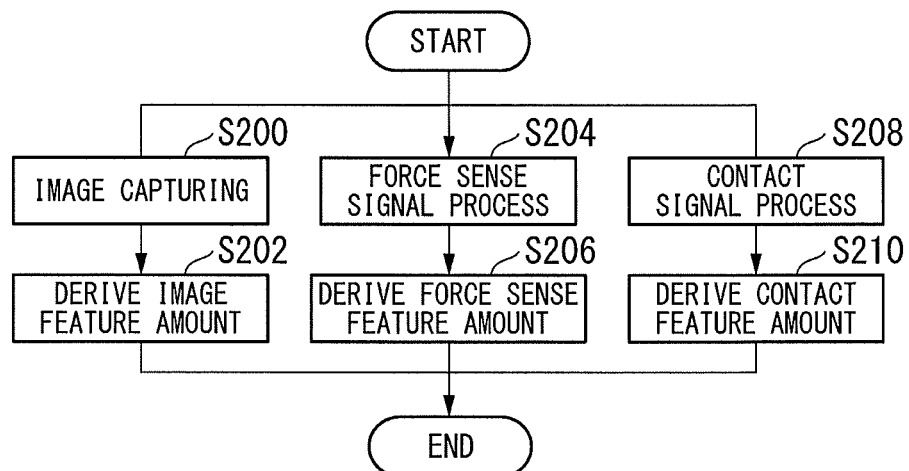 START
S200
IMAGE CAPTURING
S204
FORCE SENSE
SIGNAL PROCESS
S208
CONTACT
SIGNAL PROCESS
S202
DERIVE IMAGE
FEATURE AMOUNT
S206
DERIVE FORCE SENSE
FEATURE AMOUNT
S210
DERIVE CONTACT
FEATURE AMOUNT
END